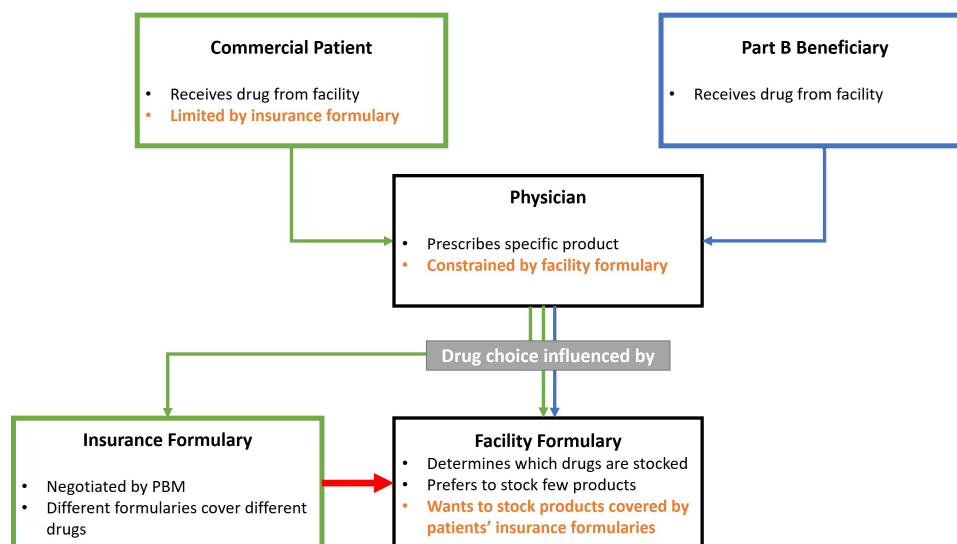 Commercial Patient
• Receives drug from facility
• Limited by insurance formulary
Part B Beneficiary
• Receives drug from facility
Physician
• Prescribes specific product
• Constrained by facility formulary
Drug choice influenced by
Insurance Formulary
• Negotiated by PBM
• Different formularies cover different
drugs
Facility Formulary
• Determines which drugs are stocked
• Prefers to stock few products
• Wants to stock products covered by
patients’ insurance formularies